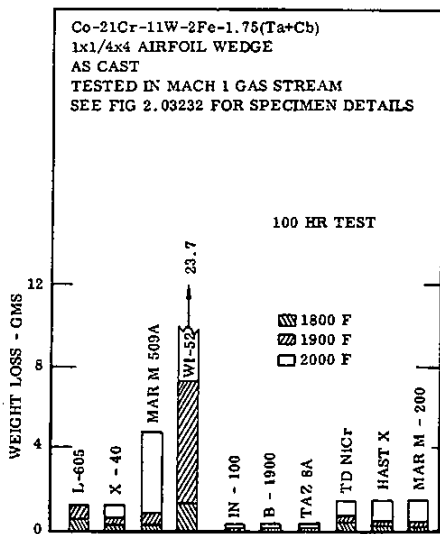 Co-21Cr-11W-2Fe-1.75(Ta+Cb)
1x1/4x4 AIRFOIL WEDGE
AS CAST
TESTED IN MACH 1 GAS STREAM
SEE FIG 2.03232 FOR SPECIMEN DETAILS
100 HR TEST
23.7
1800 F
1900 F
2000 F
WEIGHT LOSS - GMS
12
8
4
0
L-605
X - 40
MAR M 509A
WI-52
IN - 100
B - 1900
TAZ 8A
TD NiCr
HAST X
MAR M - 200